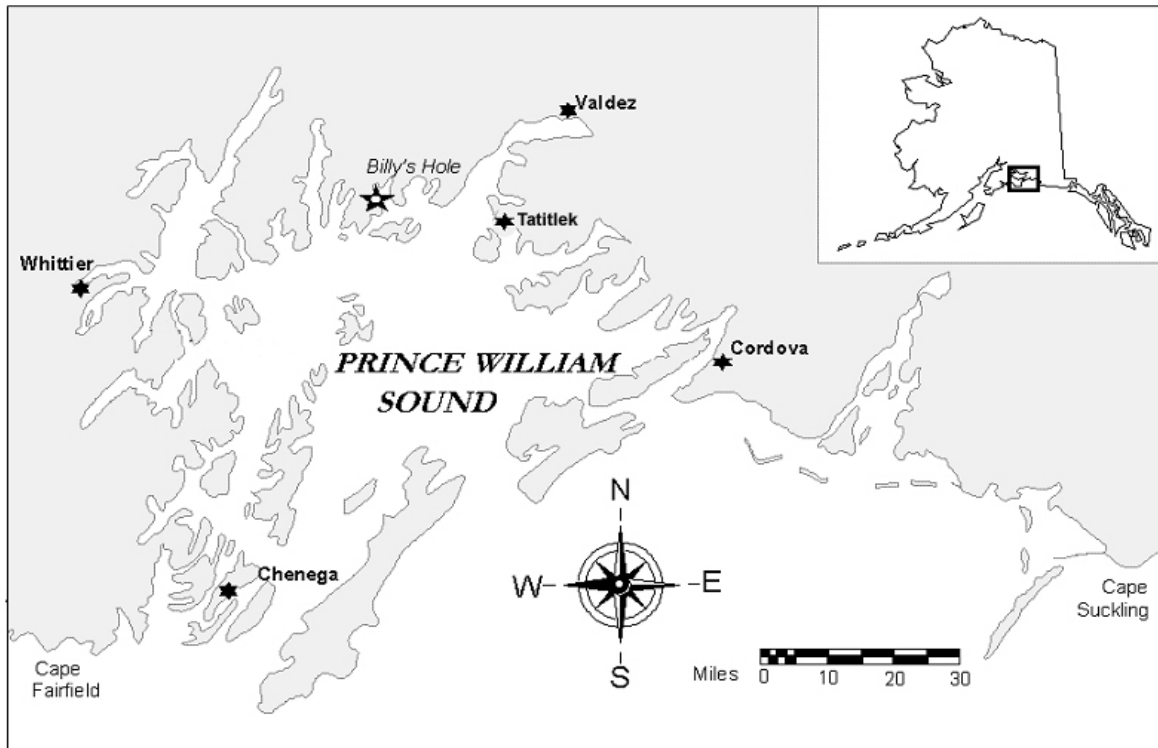 Valdez
Billy's Hole
Tatitlek
Whittier
Cordova
PRINCE WILLIAM
SOUND
N
W
E
S
Chenega
Cape
Suckling
Cape
Fairfield
Miles
0
10
20
30